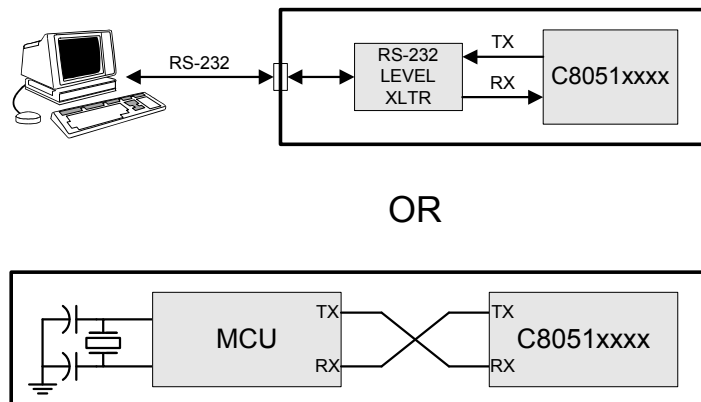 RS-232
RS-232
LEVEL
XLTR
TX
RX
C8051xxxx
OR
MCU
TX
RX
TX
RX
C8051xxxx